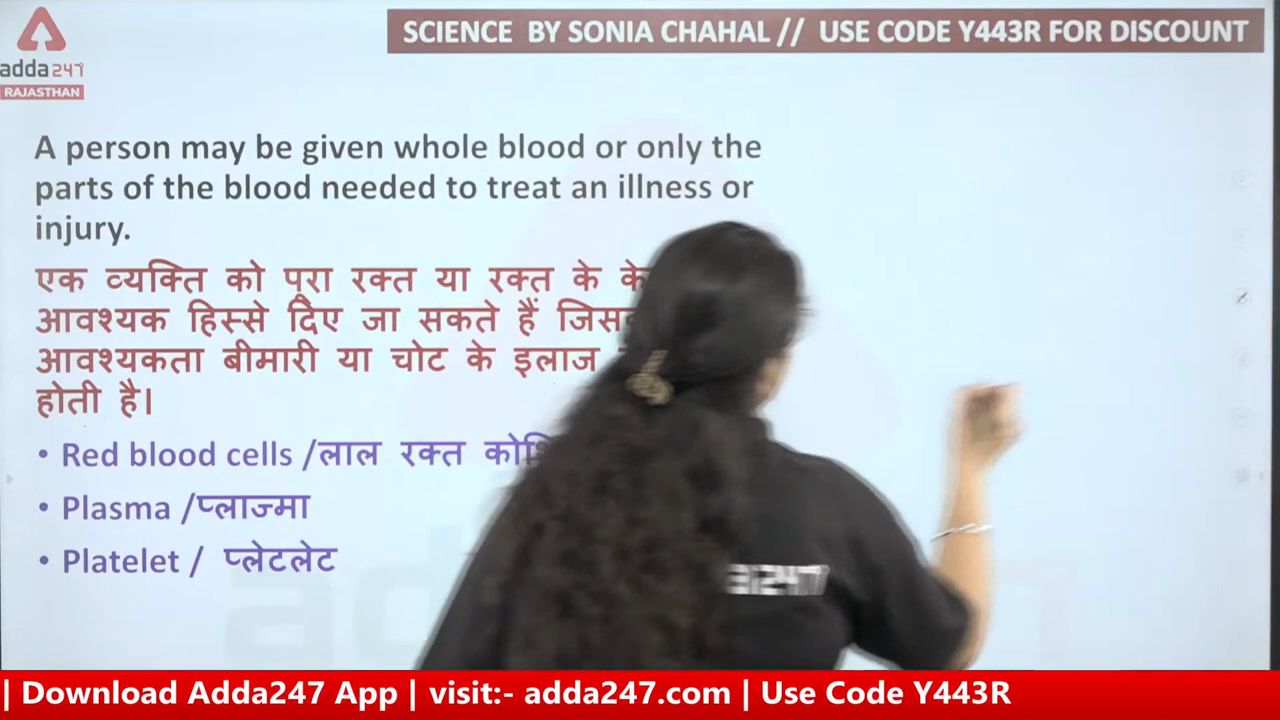 SCIENCE BY SONIA CHAHAL // USE CODE Y443R FOR DISCOUNT
adda247
RAJASTHAN
A person may be given whole blood or only the
parts of the blood needed to treat an illness or
injury.
एक व्यक्ति को पूरा रक्त या रक्त के
आवश्यक हिस्से दिए जा सकते हैं
आवश्यकता बीमारी या चोट के इलाज
होती है।
• Red blood cells /लाल रक्त
• Plasma /प्लाज्मा
• Platelet / प्लेटलेट
| Download Adda247 App | visit:- adda247.com | Use Code Y443R